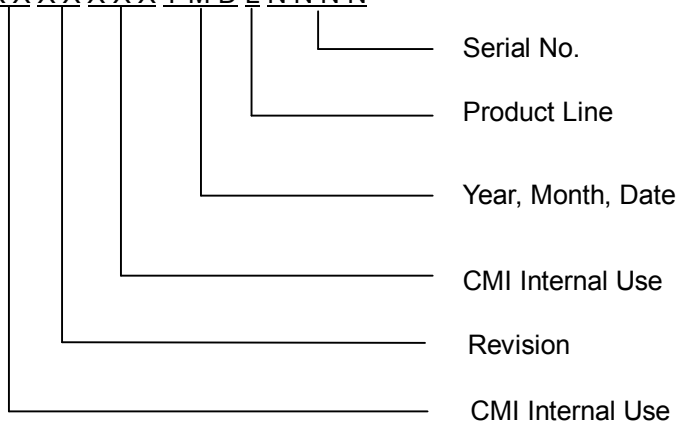 Serial No.
Product Line
Year, Month, Date
CMI Internal Use
Revision
CMI Internal Use